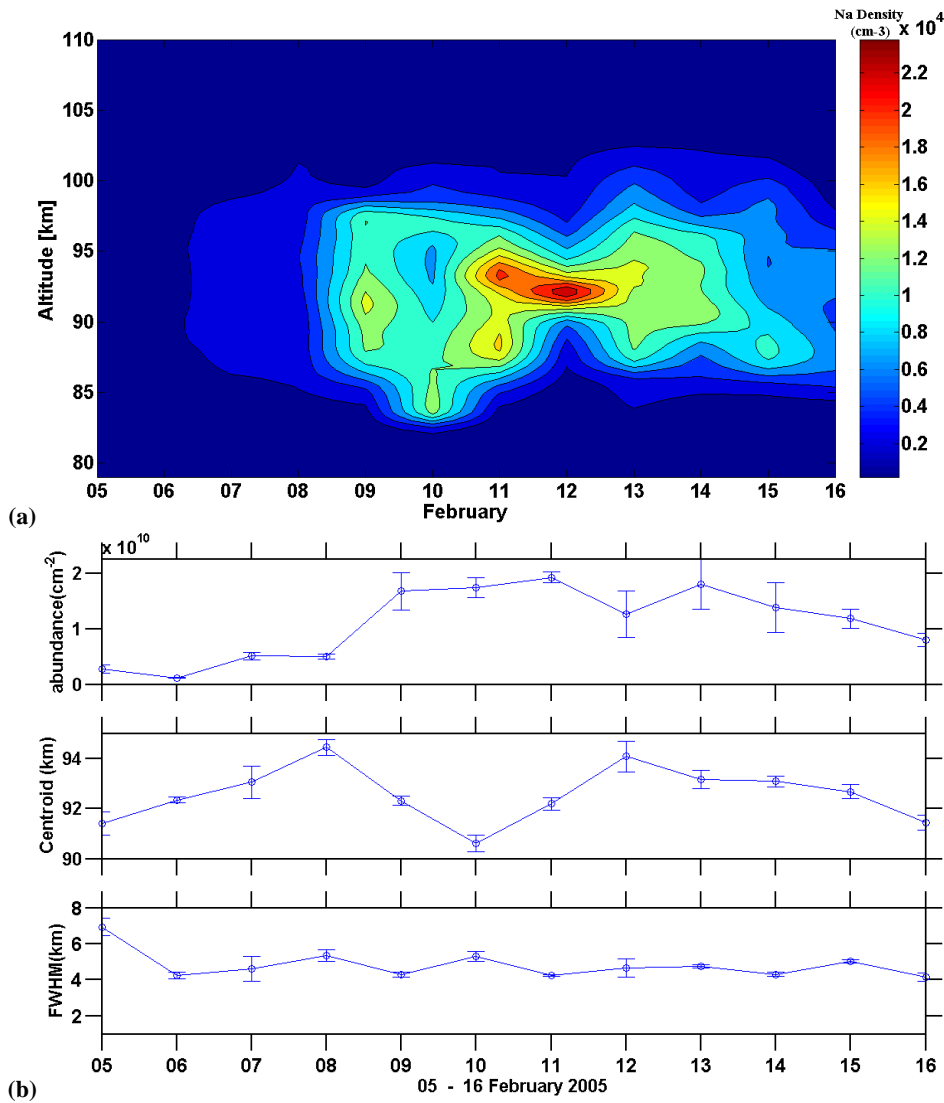 Na Density
(cm-3)
x 10^4
110
105
100
95
90
85
80
Altitude [km]
2.2
2
1.8
1.6
1.4
1.2
1
0.8
0.6
0.4
0.2
05 06 07 08 09 10 11 12 13 14 15 16
February
(a)
x 10^10
2
1
0
abundance(cm^-2)
94
92
90
Centroid (km)
8
6
4
2
FWHM(km)
05 06 07 08 09 10 11 12 13 14 15 16
05 - 16 February 2005
(b)